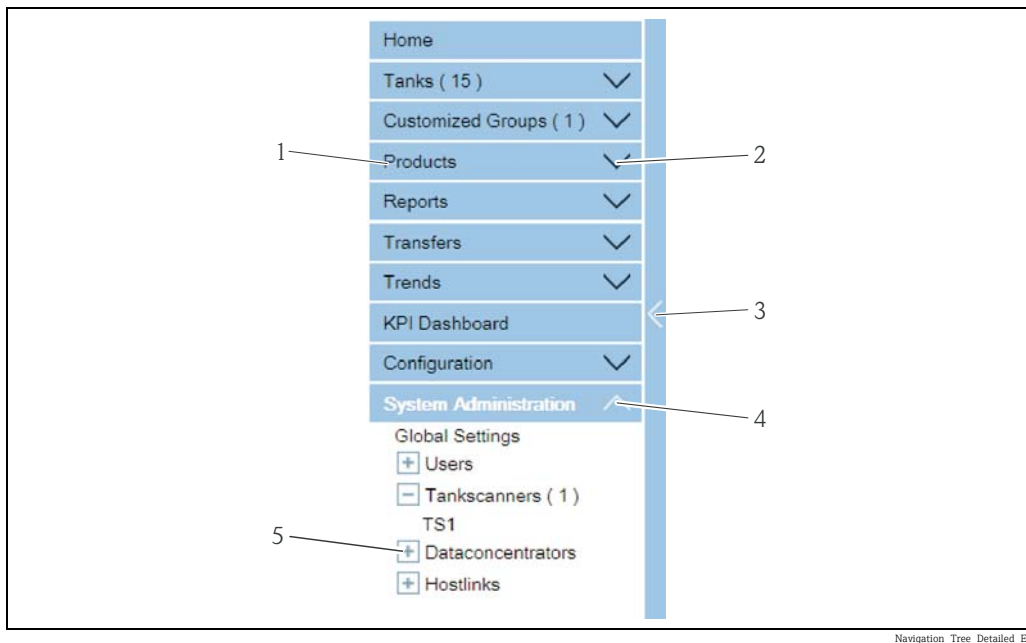 Home
Tanks ( 15 )
Customized Groups ( 1 )
1 Products 2
Reports
Transfers
Trends
3
KPI Dashboard
Configuration
System Administration 4
Global Settings
Users
Tankscanners ( 1 )
TS1
5 Dataconcentrators
Hostlinks
Navigation_Tree_Detailed_E